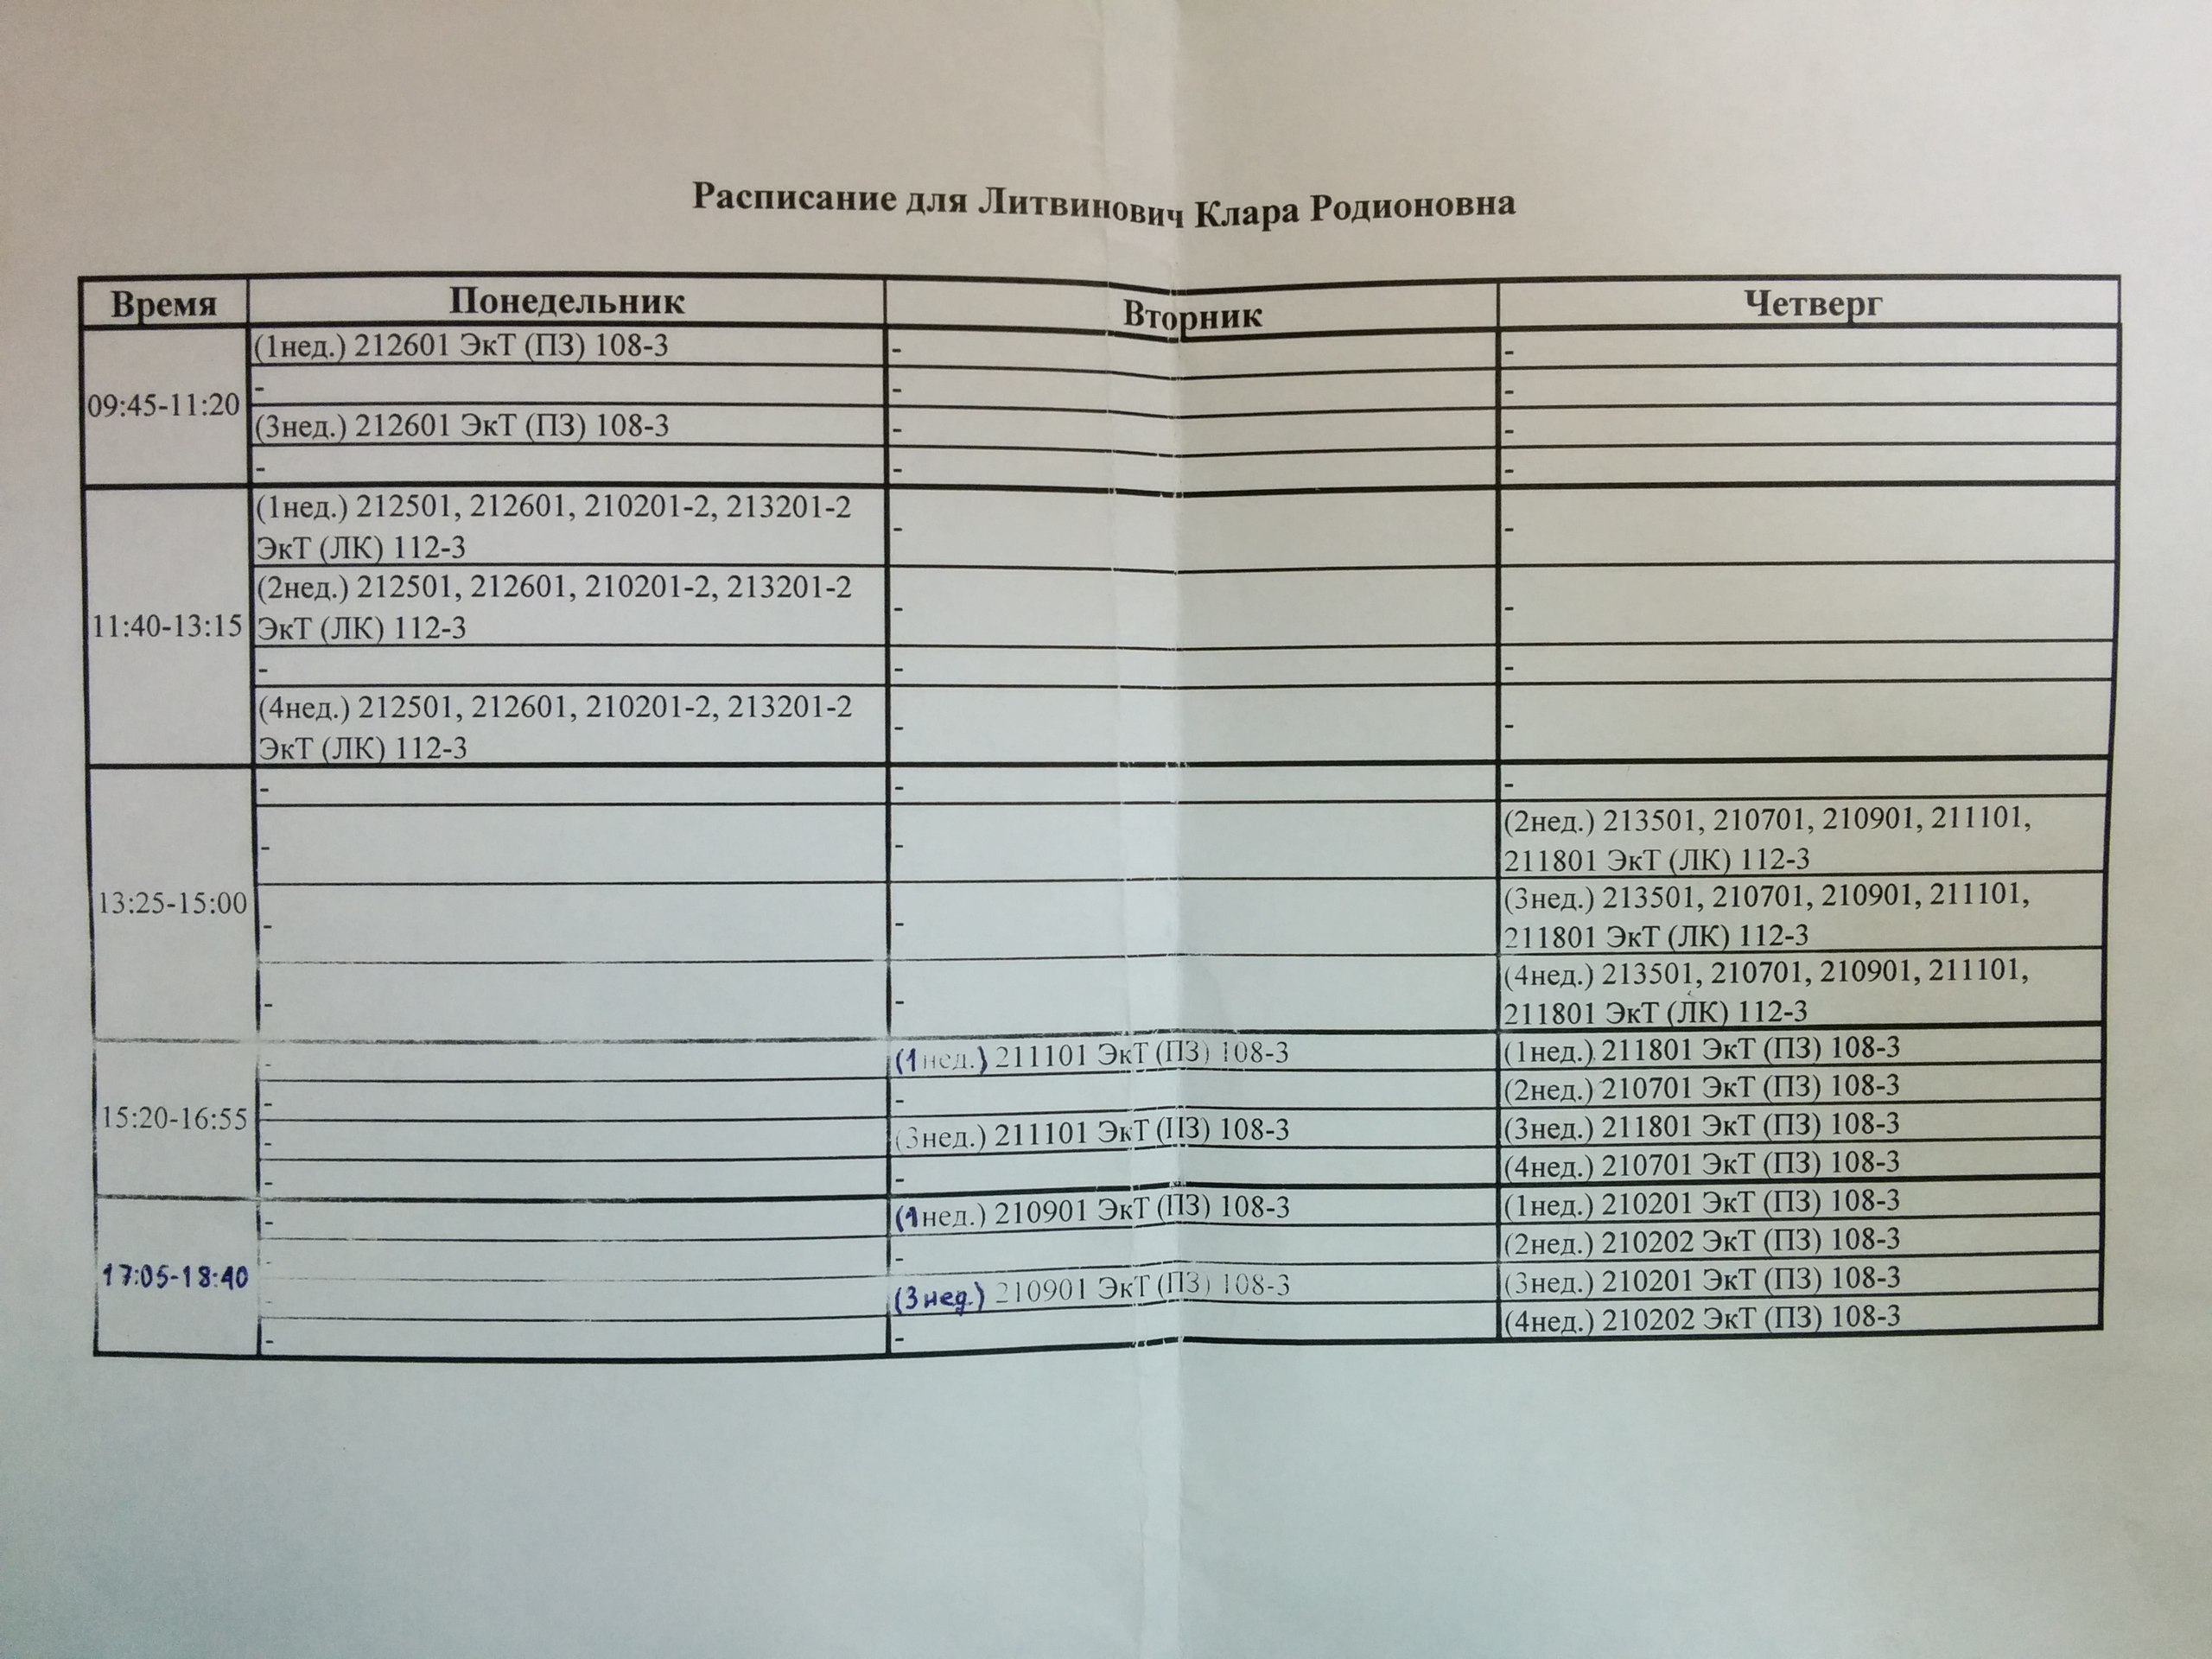 Расписание для Литвинович Клара Родионовна
Время Понедельник Вторник Четверг
09:45-11:20
(1нед.) 212601 ЭкТ (ПЗ) 108-3 - -
- - -
(3нед.) 212601 ЭкТ (ПЗ) 108-3 - -
- - -
11:40-13:15
(1нед.) 212501, 212601, 210201-2, 213201-2
ЭкТ (ЛК) 112-3
- -
(2нед.) 212501, 212601, 210201-2, 213201-2
ЭкТ (ЛК) 112-3
- -
- - -
(4нед.) 212501, 212601, 210201-2, 213201-2
ЭкТ (ЛК) 112-3
- -
13:25-15:00
- - -
- -
(2нед.) 213501, 210701, 210901, 211101,
211801 ЭкТ (ЛК) 112-3
- -
(3нед.) 213501, 210701, 210901, 211101,
211801 ЭкТ (ЛК) 112-3
- -
(4нед.) 213501, 210701, 210901, 211101,
211801 ЭкТ (ЛК) 112-3
15:20-16:55
- (1нед.) 211101 ЭкТ (ПЗ) 108-3 (1нед.) 211801 ЭкТ (ПЗ) 108-3
- - (2нед.) 210701 ЭкТ (ПЗ) 108-3
- (3нед.) 211101 ЭкТ (ПЗ) 108-3 (3нед.) 211801 ЭкТ (ПЗ) 108-3
- - (4нед.) 210701 ЭкТ (ПЗ) 108-3
17:05-18:40
- (1нед.) 210901 ЭкТ (ПЗ) 108-3 (1нед.) 210201 ЭкТ (ПЗ) 108-3
- - (2нед.) 210202 ЭкТ (ПЗ) 108-3
- (3нед.) 210901 ЭкТ (ПЗ) 108-3 (3нед.) 210201 ЭкТ (ПЗ) 108-3
- - (4нед.) 210202 ЭкТ (ПЗ) 108-3